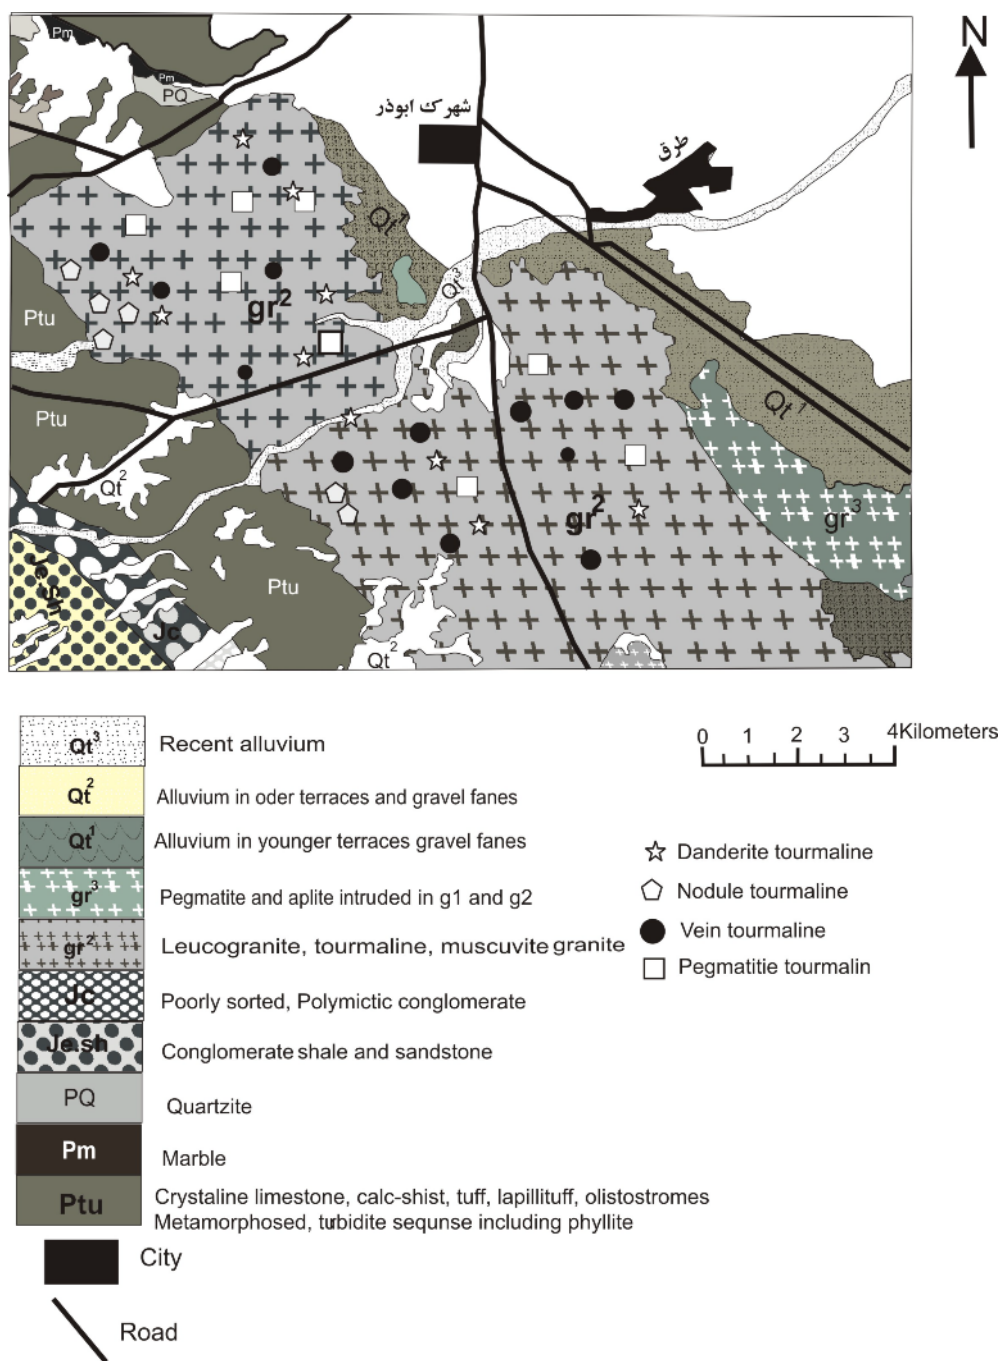 N
Pm
Pm
PQ
شهرک ابوذر
طرق
Qt¹
Qt³
gr²
Ptu
Ptu
Qt¹
Qt²
gr³
gr²
Ptu
Je.sh
Jc
Qt²
Qt³ Recent alluvium
Qt² Alluvium in oder terraces and gravel fanes
Qt¹ Alluvium in younger terraces gravel fanes
gr³ Pegmatite and aplite intruded in g1 and g2
gr² Leucogranite, tourmaline, muscuvite granite
Jc Poorly sorted, Polymictic conglomerate
Je.sh Conglomerate shale and sandstone
PQ Quartzite
Pm Marble
Ptu Crystaline limestone, calc-shist, tuff, lapillituff, olistostromes
Metamorphosed, turbidite sequnse including phyllite
City
Road
0 1 2 3 4Kilometers
Danderite tourmaline
Nodule tourmaline
Vein tourmaline
Pegmatitie tourmalin